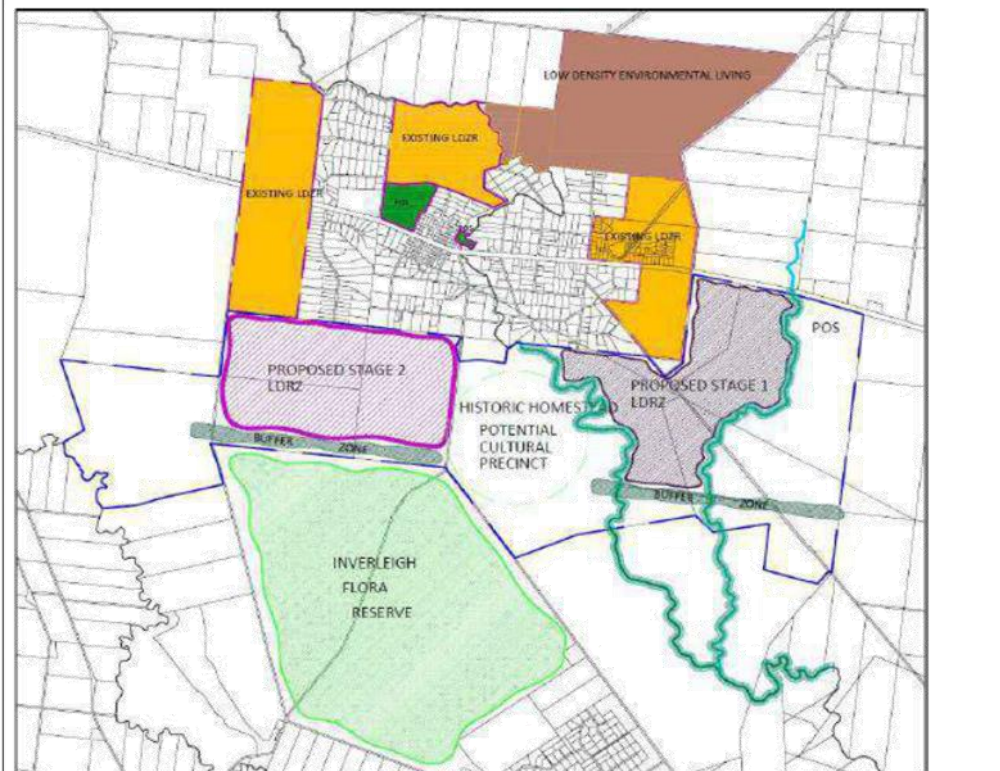 LOW DENSITY ENVIRONMENTAL LIVING
EXISTING LDZR
EXISTING LDZR
EXISTING LDZR
POS
PROPOSED STAGE 2
LDRZ
PROPOSED STAGE 1
LDRZ
HISTORIC HOMESTEAD
POTENTIAL
CULTURAL
PRECINCT
BUFFER ZONE
BUFFER ZONE
INVERLEIGH
FLORA
RESERVE